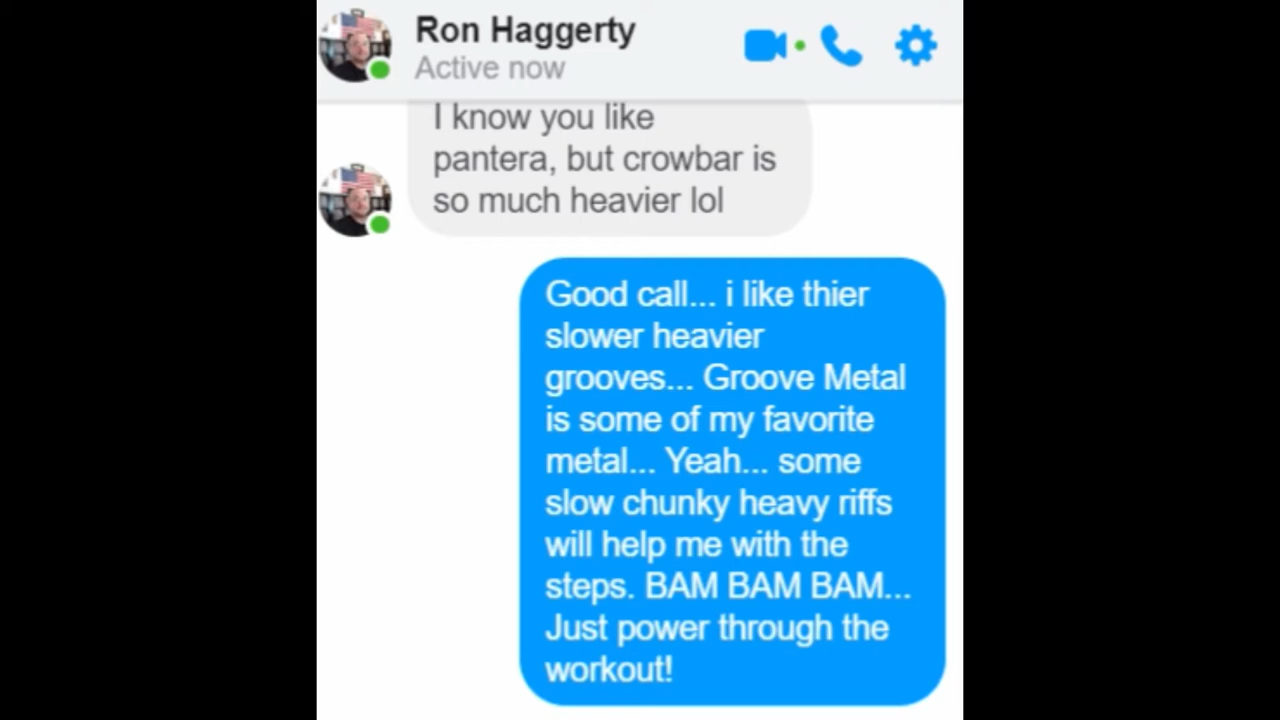 Ron Haggerty
Active now
I know you like
pantera, but crowbar is
so much heavier lol
Good call... i like thier
slower heavier
grooves... Groove Metal
is some of my favorite
metal... Yeah... some
slow chunky heavy riffs
will help me with the
steps. BAM BAM BAM...
Just power through the
workout!